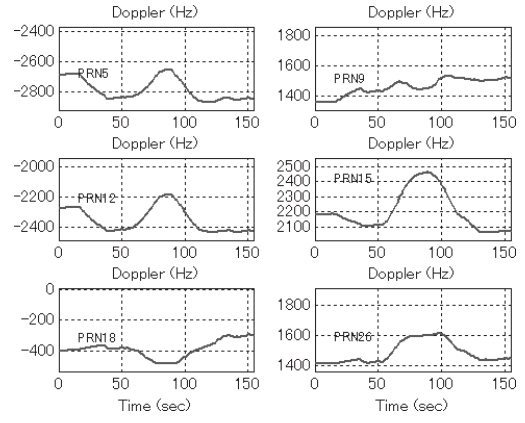 Doppler (Hz)
-2400
-2600
-2800
PRN5
0 50 100 150
Doppler (Hz)
1800
1600
1400
PRN9
0 50 100 150
Doppler (Hz)
-2000
-2200
-2400
PRN12
0 50 100 150
Doppler (Hz)
2500
2400
2300
2200
2100
PRN15
0 50 100 150
Doppler (Hz)
0
-200
-400
PRN18
0 50 100 150
Time (sec)
Doppler (Hz)
1800
1600
1400
PRN26
0 50 100 150
Time (sec)